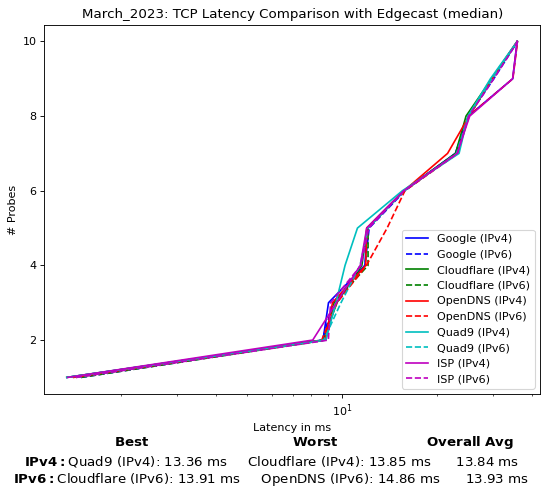 March_2023: TCP Latency Comparison with Edgecast (median)
10
8
6
4
2
# Probes
Google (IPv4)
Google (IPv6)
Cloudflare (IPv4)
Cloudflare (IPv6)
OpenDNS (IPv4)
OpenDNS (IPv6)
Quad9 (IPv4)
Quad9 (IPv6)
ISP (IPv4)
ISP (IPv6)
10¹
Latency in ms
Best Worst Overall Avg
IPv4: Quad9 (IPv4): 13.36 ms Cloudflare (IPv4): 13.85 ms 13.84 ms
IPv6: Cloudflare (IPv6): 13.91 ms OpenDNS (IPv6): 14.86 ms 13.93 ms